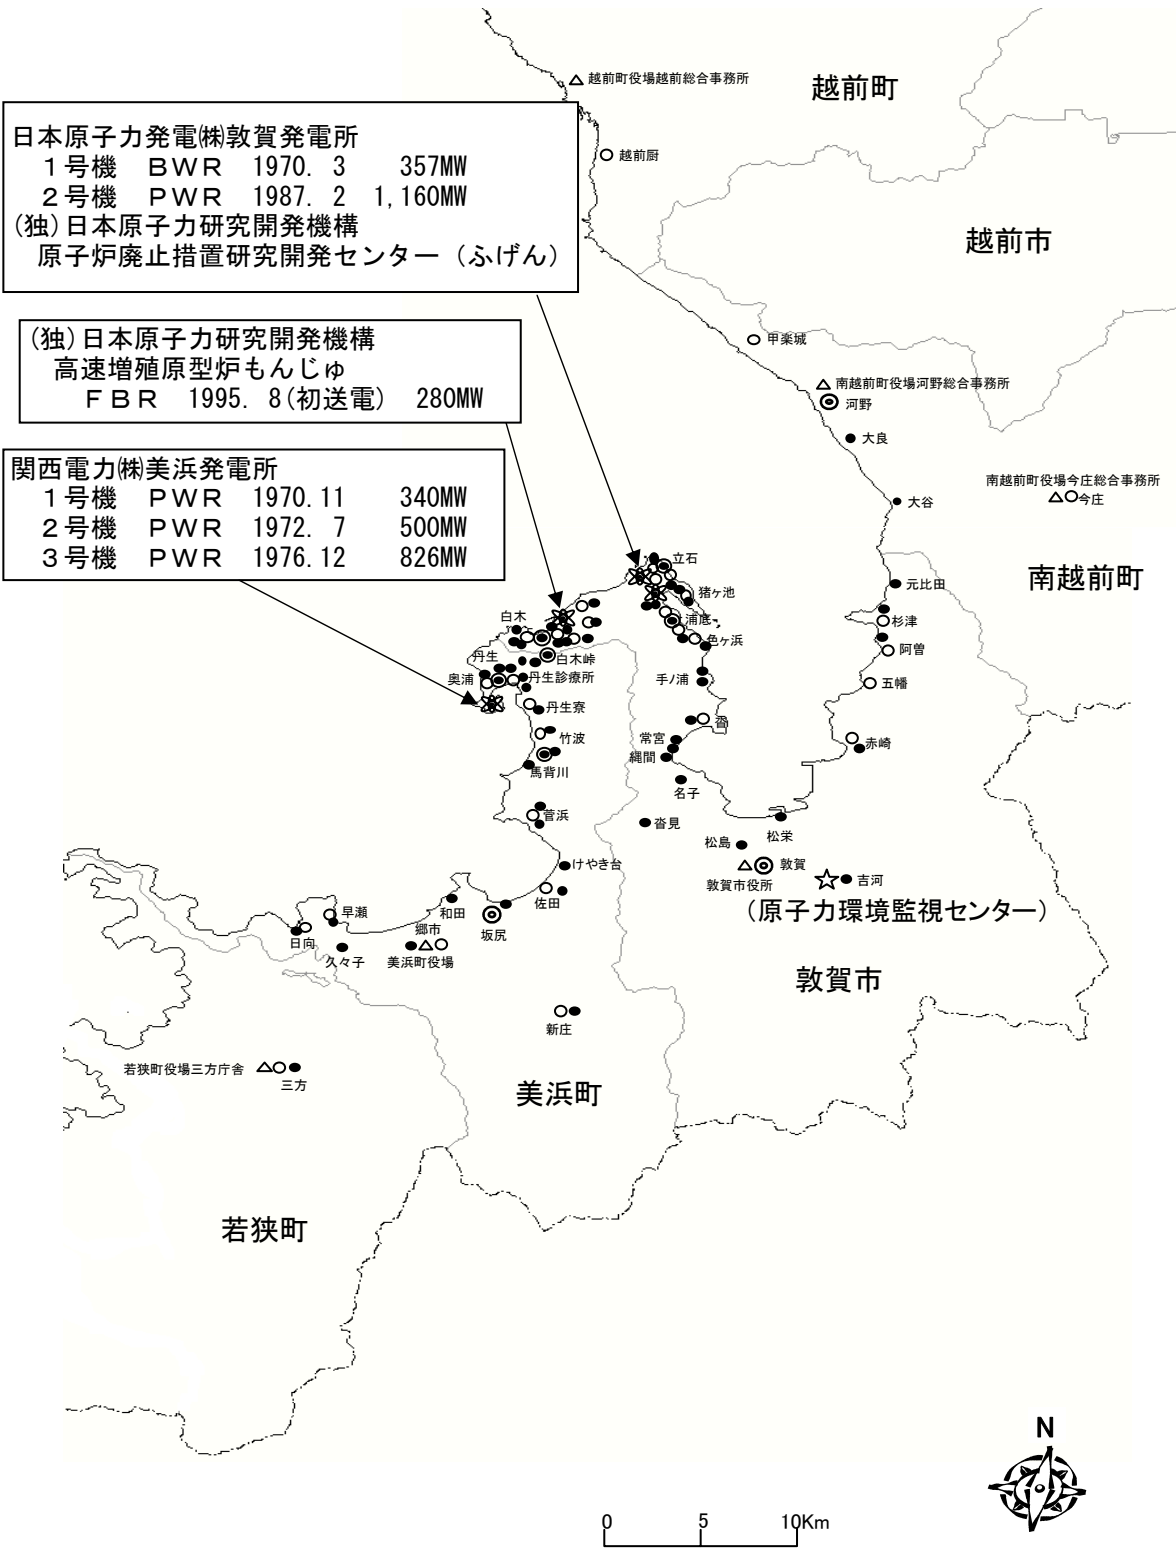 越前町役場越前総合事務所
越前町
日本原子力発電㈱敦賀発電所
1号機 BWR 1970. 3 357MW
2号機 PWR 1987. 2 1,160MW
(独)日本原子力研究開発機構
原子炉廃止措置研究開発センター（ふげん）
越前厨
越前市
(独)日本原子力研究開発機構
高速増殖原型炉もんじゅ
FBR 1995. 8(初送電) 280MW
甲楽城
南越前町役場河野総合事務所
河野
大良
関西電力㈱美浜発電所
1号機 PWR 1970.11 340MW
2号機 PWR 1972. 7 500MW
3号機 PWR 1976.12 826MW
南越前町役場今庄総合事務所
今庄
大谷
立石
元比田
南越前町
猪ヶ池
白木
浦底
杉津
色ヶ浜
阿曽
丹生
白木峠
奥浦
丹生診療所
手ノ浦
五幡
丹生寮
沓
竹波
常宮
赤崎
縄間
馬背川
名子
菅浜
沓見
松栄
松島
けやき台
敦賀
敦賀市役所
吉河
(原子力環境監視センター)
佐田
和田
早瀬
郷市
坂尻
日向
久々子
美浜町役場
敦賀市
新庄
若狭町役場三方庁舎
三方
美浜町
若狭町
N
0 5 10Km